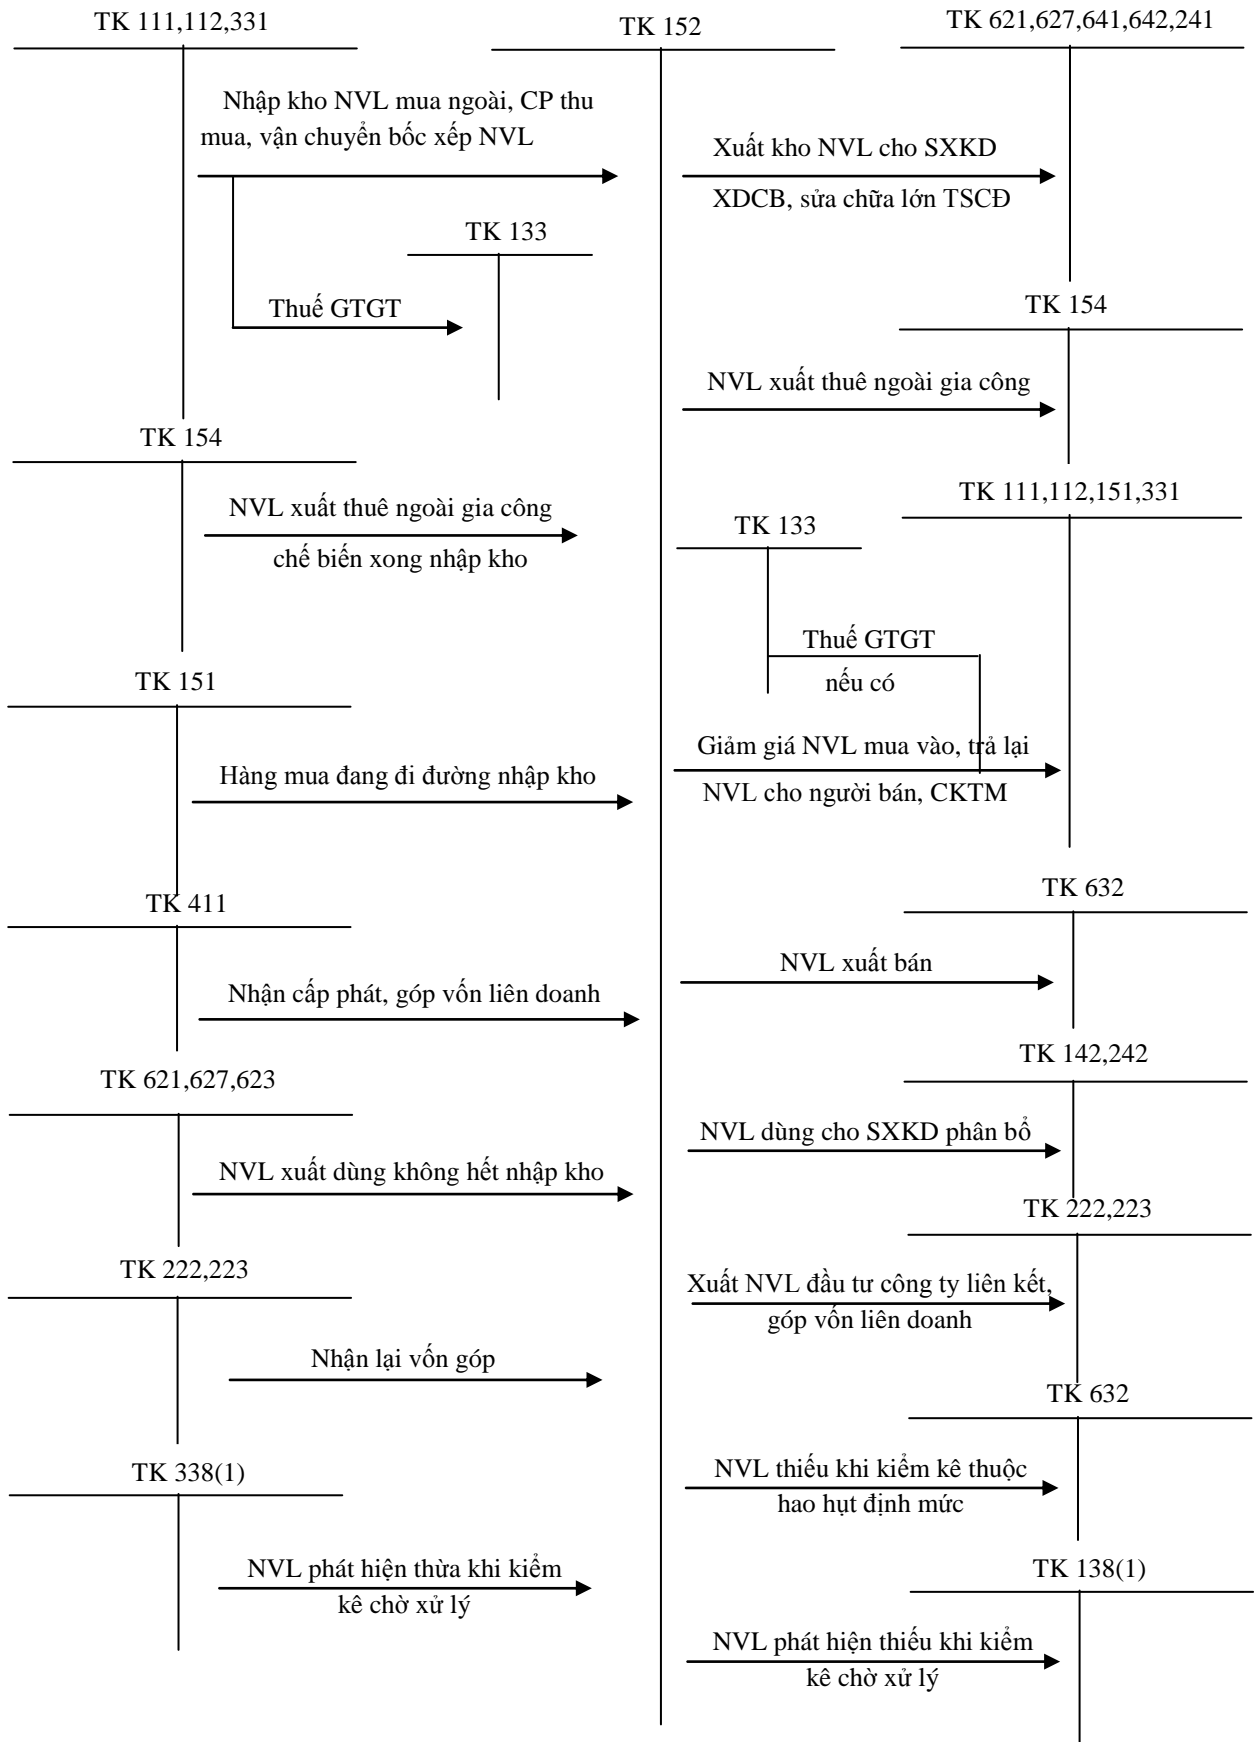 TK 111,112,331
TK 152
TK 621,627,641,642,241
Nhập kho NVL mua ngoài, CP thu
mua, vận chuyển bốc xếp NVL
Xuất kho NVL cho SXKD
XDCB, sửa chữa lớn TSCĐ
TK 133
Thuế GTGT
TK 154
NVL xuất thuê ngoài gia công
TK 154
NVL xuất thuê ngoài gia công
chế biến xong nhập kho
TK 111,112,151,331
TK 133
Thuế GTGT
nếu có
TK 151
Giảm giá NVL mua vào, trả lại
NVL cho người bán, CKTM
Hàng mua đang đi đường nhập kho
TK 411
TK 632
NVL xuất bán
Nhận cấp phát, góp vốn liên doanh
TK 142,242
TK 621,627,623
NVL dùng cho SXKD phân bổ
NVL xuất dùng không hết nhập kho
TK 222,223
TK 222,223
Xuất NVL đầu tư công ty liên kết,
góp vốn liên doanh
Nhận lại vốn góp
TK 632
TK 338(1)
NVL thiếu khi kiểm kê thuộc
hao hụt định mức
NVL phát hiện thừa khi kiểm
kê chờ xử lý
TK 138(1)
NVL phát hiện thiếu khi kiểm
kê chờ xử lý